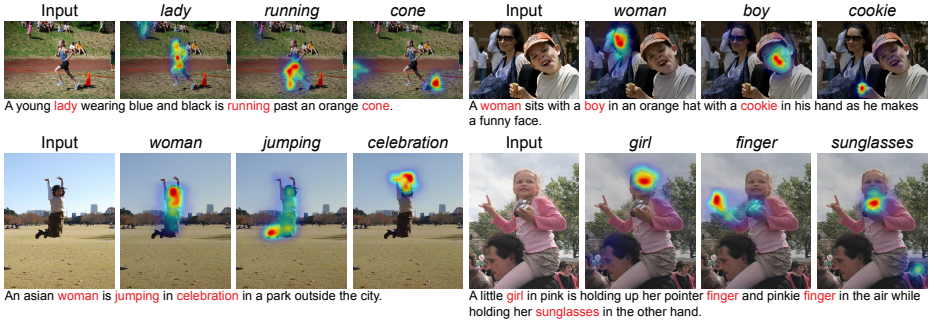 Input lady running cone
A young lady wearing blue and black is running past an orange cone.
Input woman boy cookie
A woman sits with a boy in an orange hat with a cookie in his hand as he makes
a funny face.
Input woman jumping celebration
An asian woman is jumping in celebration in a park outside the city.
Input girl finger sunglasses
A little girl in pink is holding up her pointer finger and pinkie finger in the air while
holding her sunglasses in the other hand.